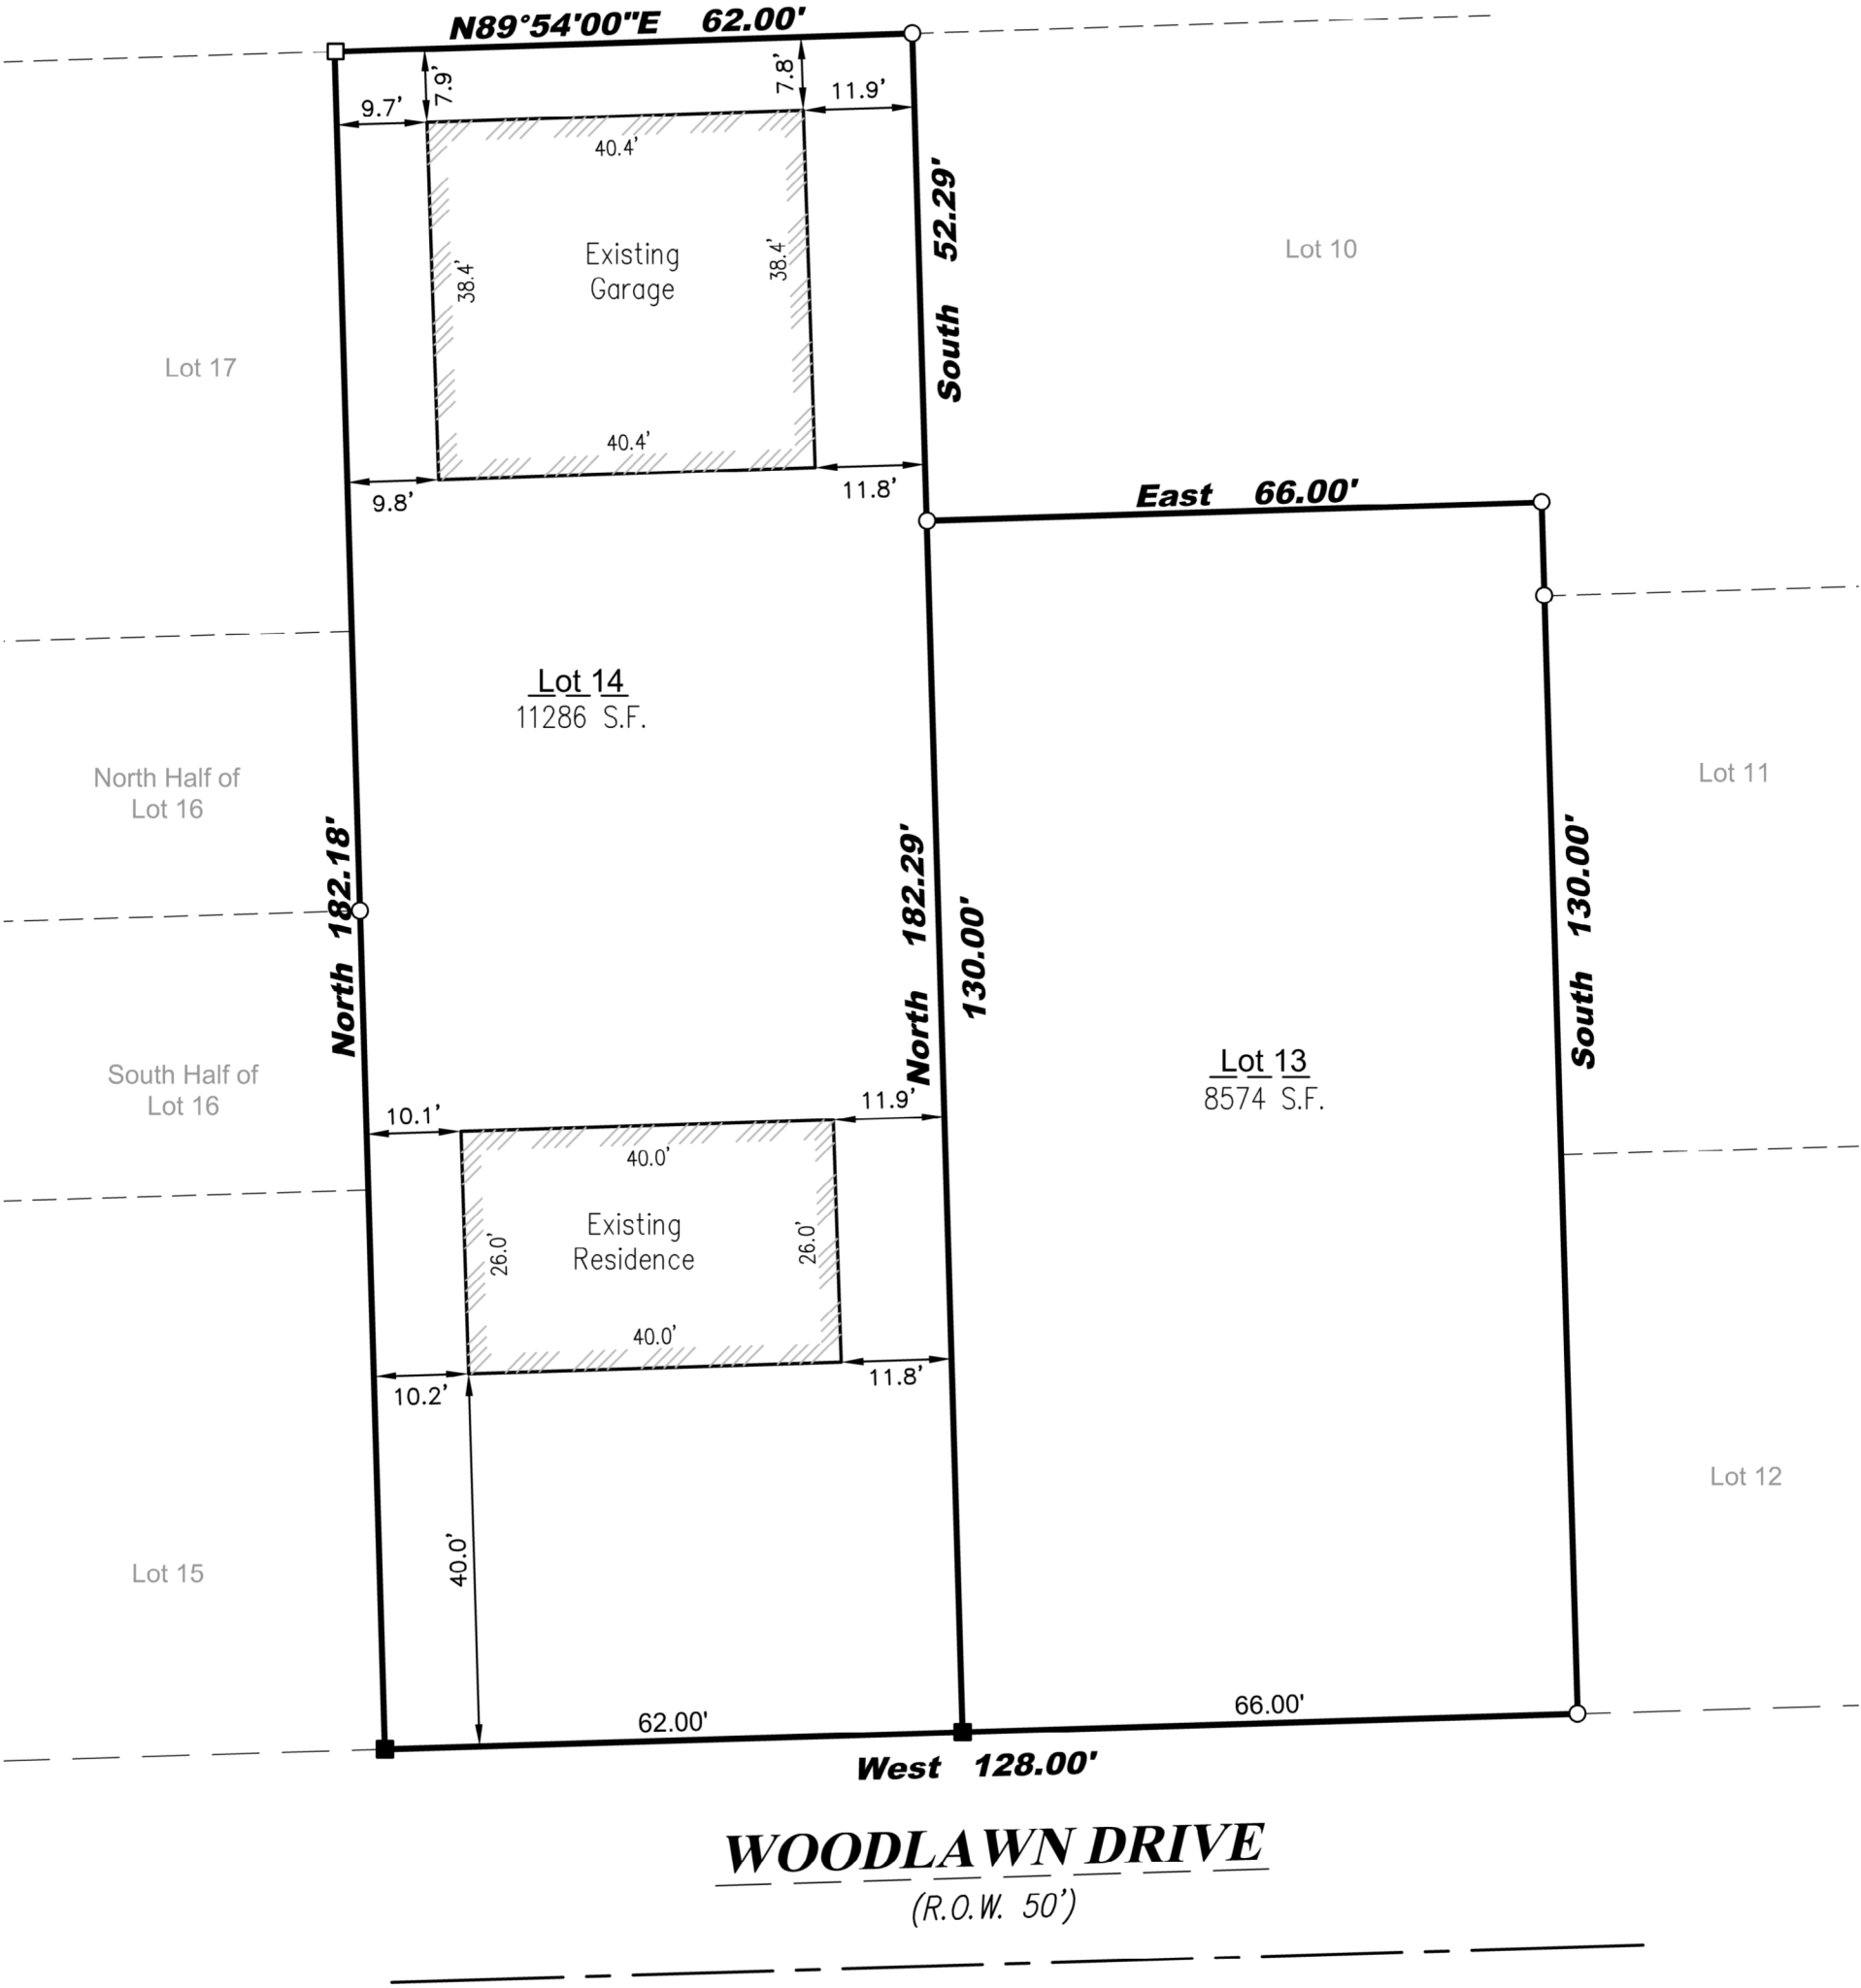 N89°54'00"E 62.00'
7.9'
7.8'
9.7'
11.9'
40.4'
South 52.29'
Existing
Garage
38.4'
38.4'
Lot 10
Lot 17
40.4'
9.8'
11.8'
East 66.00'
Lot 14
11286 S.F.
North Half of
Lot 16
Lot 11
North 182.18'
North 182.29'
130.00'
South 130.00'
South Half of
Lot 16
Lot 13
8574 S.F.
10.1'
11.9'
40.0'
Existing
Residence
26.0'
26.0'
40.0'
10.2'
11.8'
Lot 12
40.0'
Lot 15
62.00'
66.00'
West 128.00'
WOODLAWN DRIVE
(R.O.W. 50')